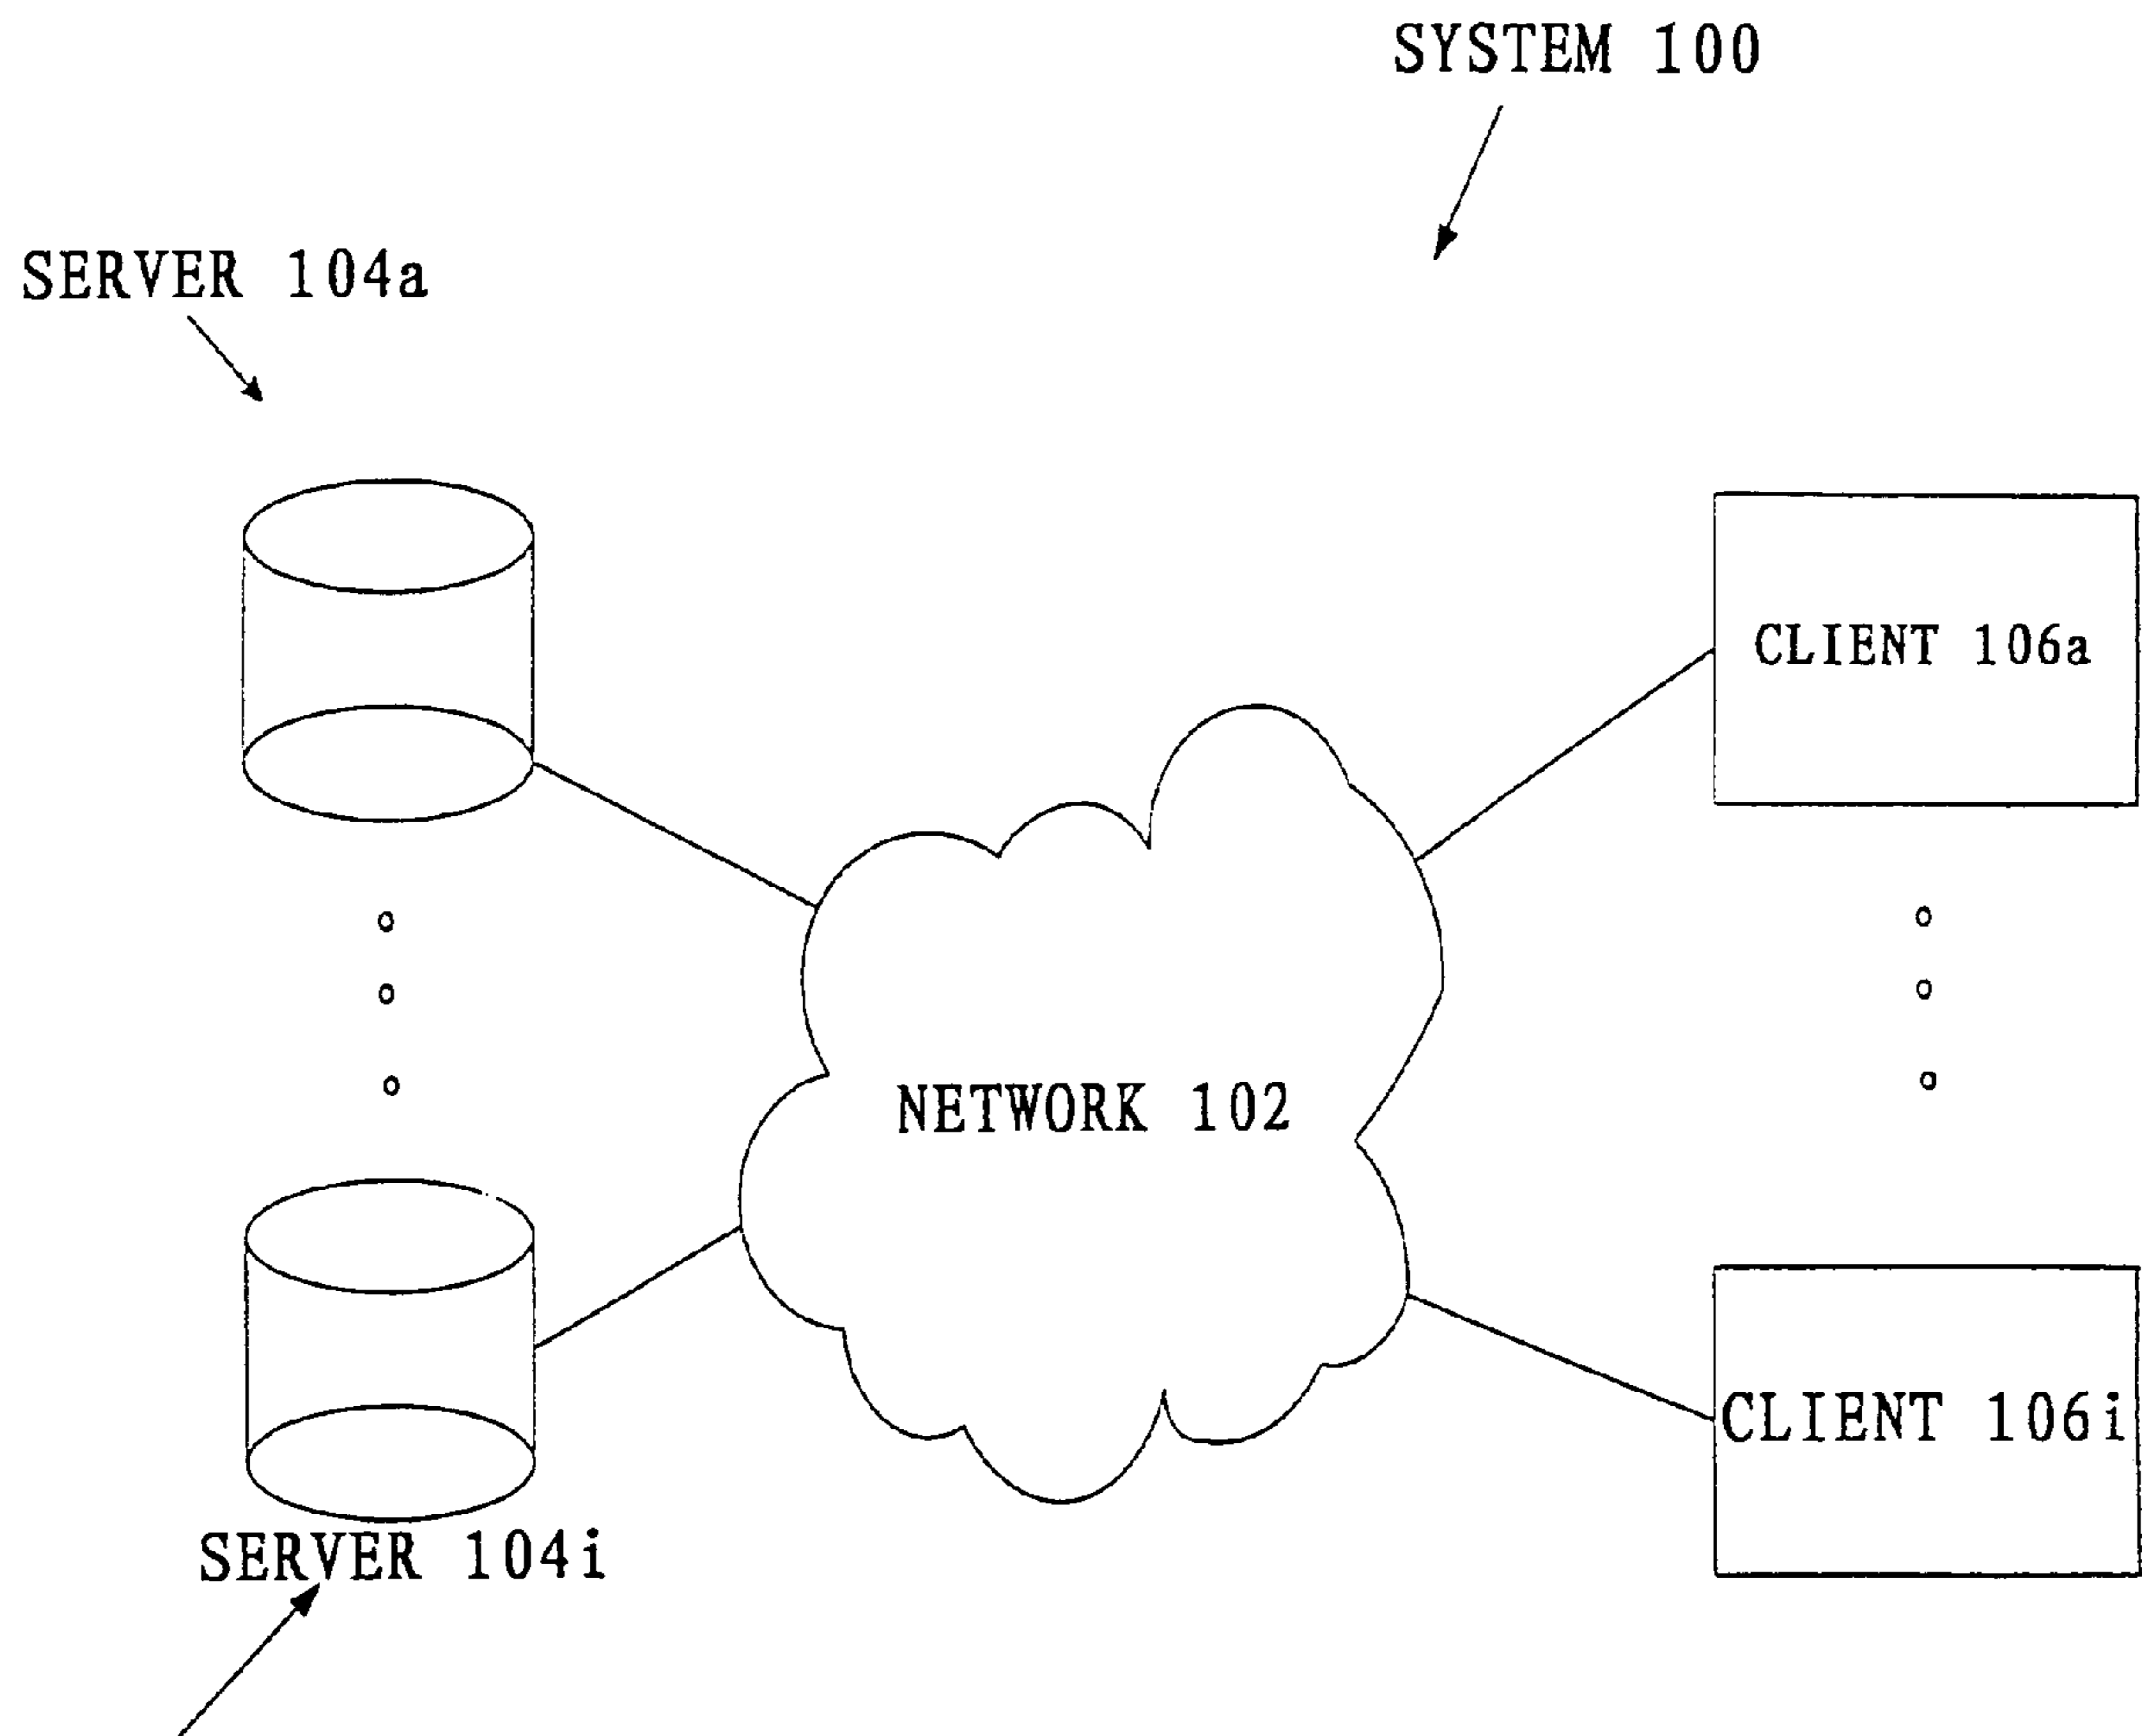 SYSTEM 100
SERVER 104a
CLIENT 106a
NETWORK 102
CLIENT 106i
SERVER 104i